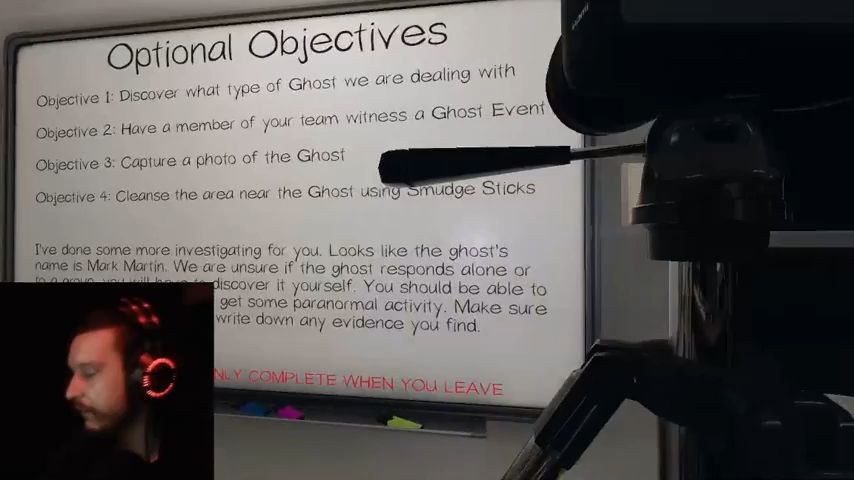 Optional Objectives
Objective 1: Discover what type of Ghost we are dealing with
Objective 2: Have a member of your team witness a Ghost Event
Objective 3: Capture a photo of the Ghost
Objective 4: Cleanse the area near the Ghost using Smudge Sticks
I've done some more investigating for you. Looks like the ghost's
name is Mark Martin. We are unsure if the ghost responds alone or
discover it yourself. You should be able to
get some paranormal activity. Make sure
write down any evidence you find.
COMPLETE WHEN YOU LEAVE